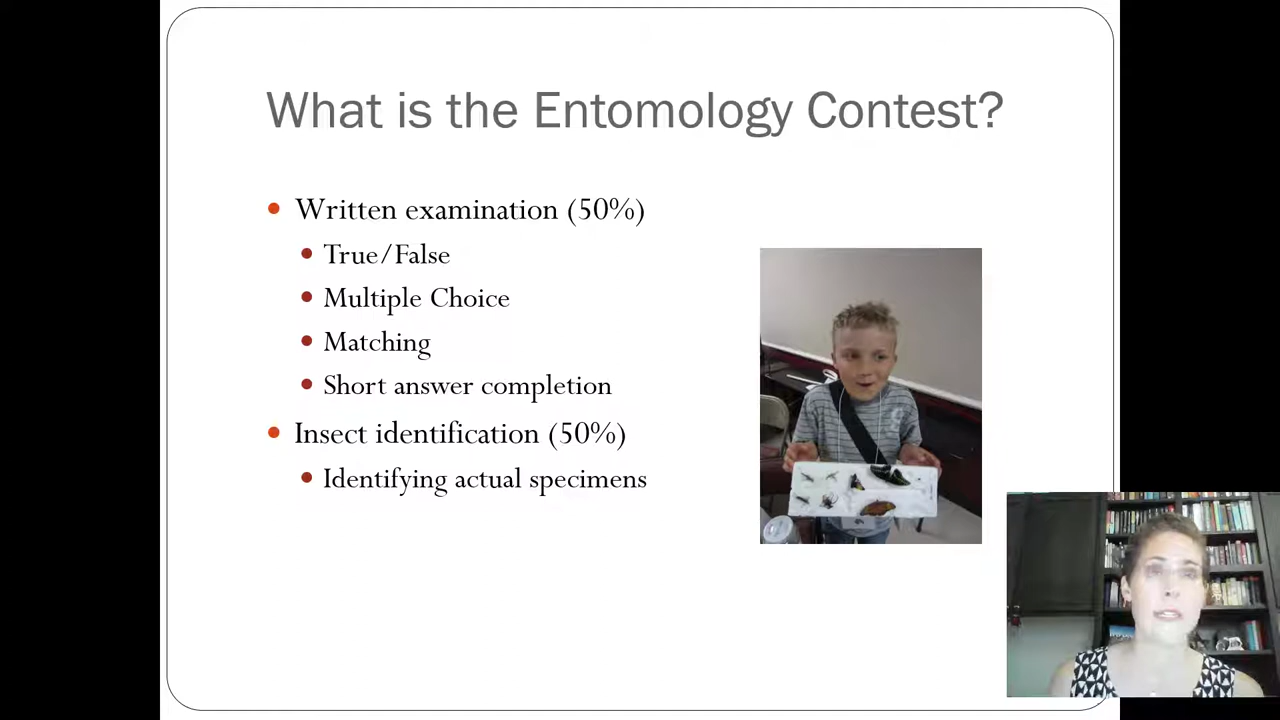 What is the Entomology Contest?
Written examination (50%)
True/False
Multiple Choice
Matching
Short answer completion
Insect identification (50%)
Identifying actual specimens